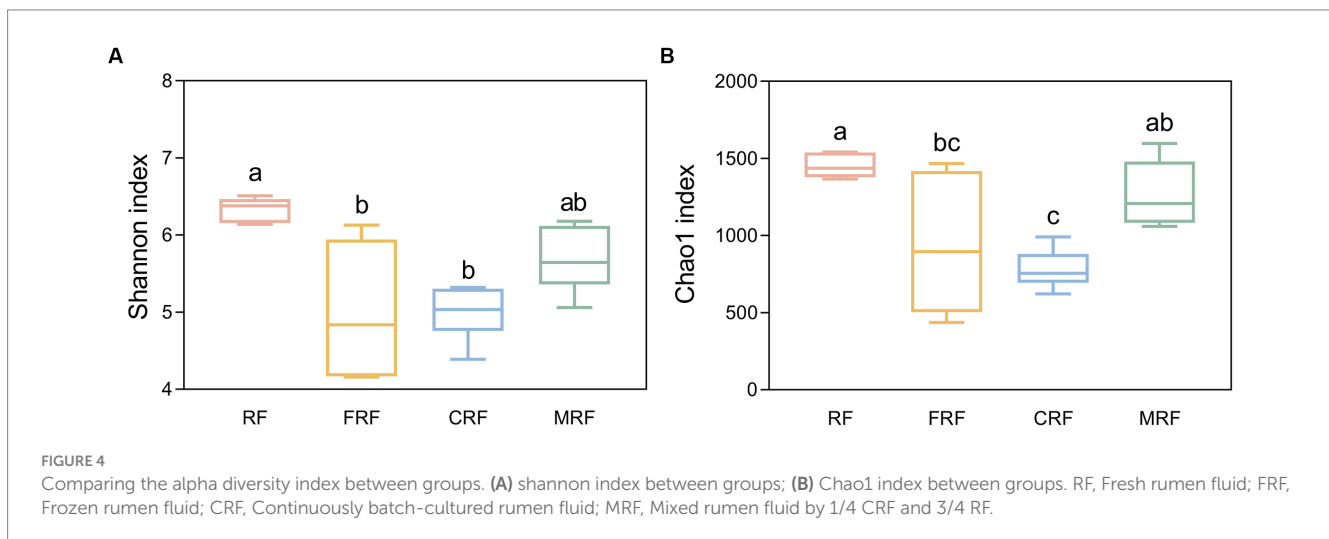 A
Shannon index
8
7
6
5
4
a
b
b
ab
RF
FRF
CRF
MRF
B
Chao1 index
2000
1500
1000
500
0
a
bc
c
ab
RF
FRF
CRF
MRF
FIGURE 4
Comparing the alpha diversity index between groups. (A) shannon index between groups; (B) Chao1 index between groups. RF, Fresh rumen fluid; FRF,
Frozen rumen fluid; CRF, Continuously batch-cultured rumen fluid; MRF, Mixed rumen fluid by 1/4 CRF and 3/4 RF.